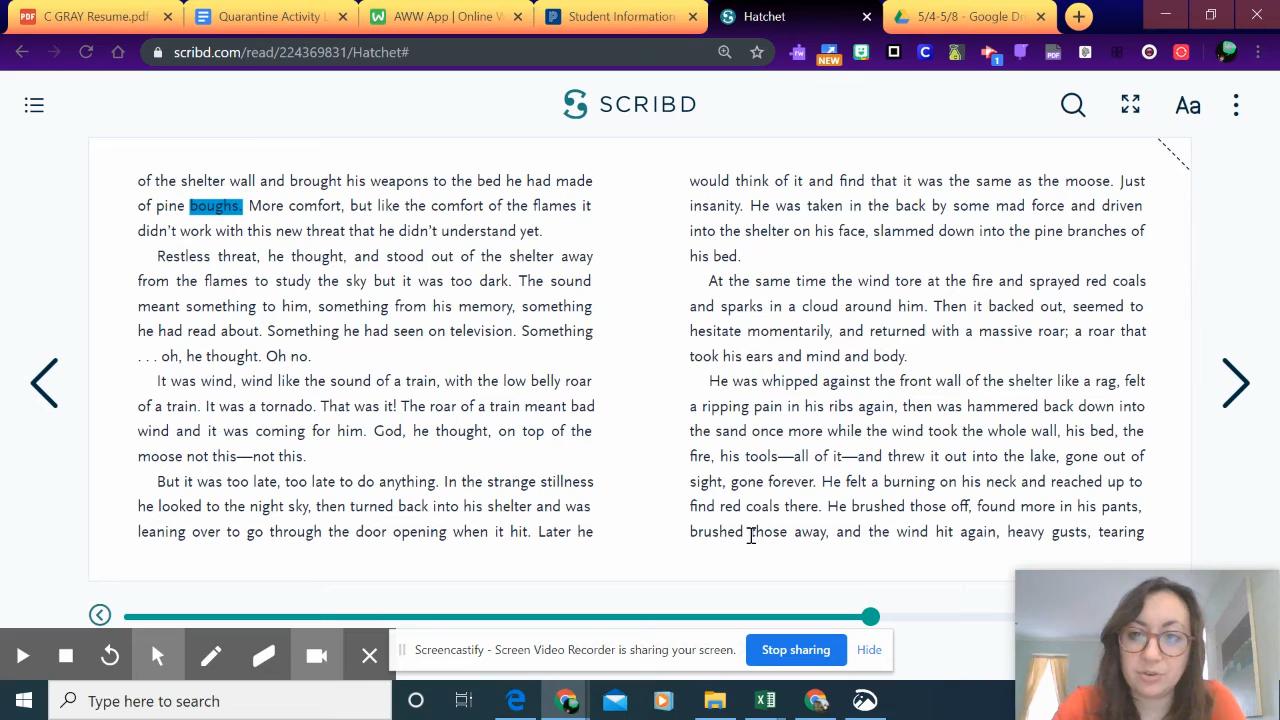 C GRAY Resume.pdf
Quarantine Activity L
AWW App | Online V
Student Information
Hatchet
5/4-5/8 - Google Dr
scribd.com/read/224369831/Hatchet#
NEW
PDF
1
SCRIBD
Aa
of the shelter wall and brought his weapons to the bed he had made
of pine boughs. More comfort, but like the comfort of the flames it
didn't work with this new threat that he didn't understand yet.
Restless threat, he thought, and stood out of the shelter away
from the flames to study the sky but it was too dark. The sound
meant something to him, something from his memory, something
he had read about. Something he had seen on television. Something
. . . oh, he thought. Oh no.
It was wind, wind like the sound of a train, with the low belly roar
of a train. It was a tornado. That was it! The roar of a train meant bad
wind and it was coming for him. God, he thought, on top of the
moose not this—not this.
But it was too late, too late to do anything. In the strange stillness
he looked to the night sky, then turned back into his shelter and was
leaning over to go through the door opening when it hit. Later he
would think of it and find that it was the same as the moose. Just
insanity. He was taken in the back by some mad force and driven
into the shelter on his face, slammed down into the pine branches of
his bed.
At the same time the wind tore at the fire and sprayed red coals
and sparks in a cloud around him. Then it backed out, seemed to
hesitate momentarily, and returned with a massive roar; a roar that
took his ears and mind and body.
He was whipped against the front wall of the shelter like a rag, felt
a ripping pain in his ribs again, then was hammered back down into
the sand once more while the wind took the whole wall, his bed, the
fire, his tools—all of it—and threw it out into the lake, gone out of
sight, gone forever. He felt a burning on his neck and reached up to
find red coals there. He brushed those off, found more in his pants,
brushed those away, and the wind hit again, heavy gusts, tearing
Screencastify - Screen Video Recorder is sharing your screen.
Stop sharing
Hide
Type here to search